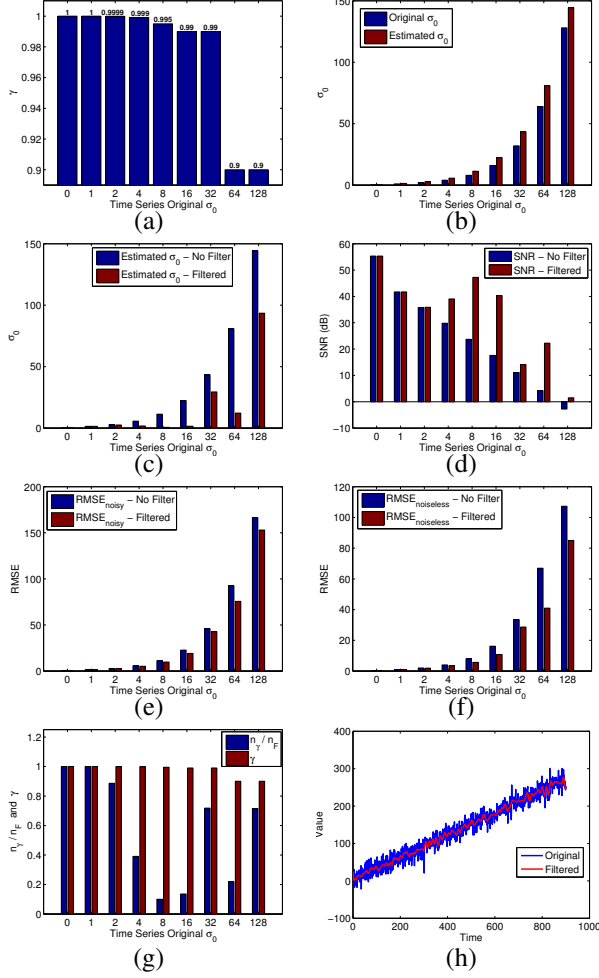 1 1 0.9999 0.999 0.995 0.99 0.99 0.9 0.9
1
0.98
0.96
0.94
0.92
0.9
γ
0 1 2 4 8 16 32 64 128
Time Series Original σ0
(a)
Original σ0
Estimated σ0
150
100
50
0
σ0
0 1 2 4 8 16 32 64 128
Time Series Original σ0
(b)
Estimated σ0 − No Filter
Estimated σ0 − Filtered
150
100
50
0
σ0
0 1 2 4 8 16 32 64 128
Time Series Original σ0
(c)
SNR − No Filter
SNR − Filtered
60
50
40
30
20
10
0
−10
SNR (dB)
0 1 2 4 8 16 32 64 128
Time Series Original σ0
(d)
RMSEnoisy − No Filter
RMSEnoisy − Filtered
200
150
100
50
0
RMSE
0 1 2 4 8 16 32 64 128
Time Series Original σ0
(e)
RMSEnoiseless − No Filter
RMSEnoiseless − Filtered
120
100
80
60
40
20
0
RMSE
0 1 2 4 8 16 32 64 128
Time Series Original σ0
(f)
nγ / nF
γ
1.2
1
0.8
0.6
0.4
0.2
0
nγ / nF and γ
0 1 2 4 8 16 32 64 128
Time Series Original σ0
(g)
400
300
200
100
0
−100
Value
Original
Filtered
0 200 400 600 800 1000
Time
(h)